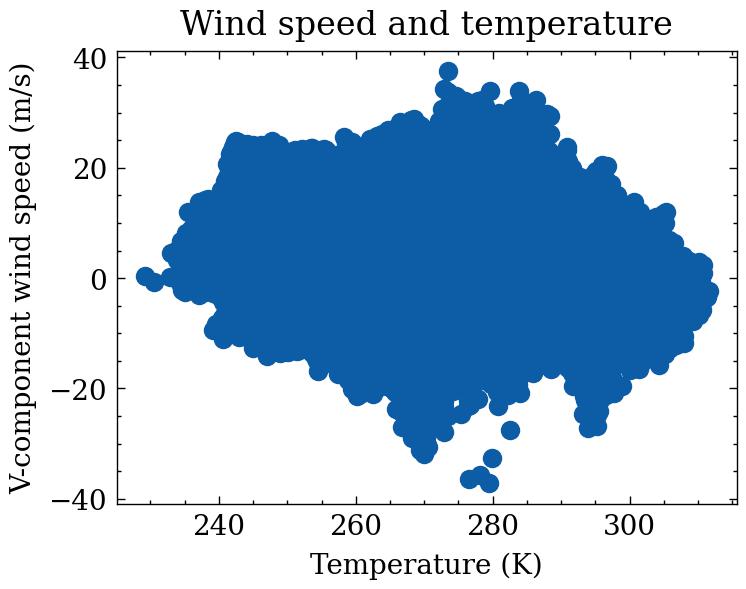 Wind speed and temperature
V-component wind speed (m/s)
40
20
0
−20
−40
240 260 280 300
Temperature (K)